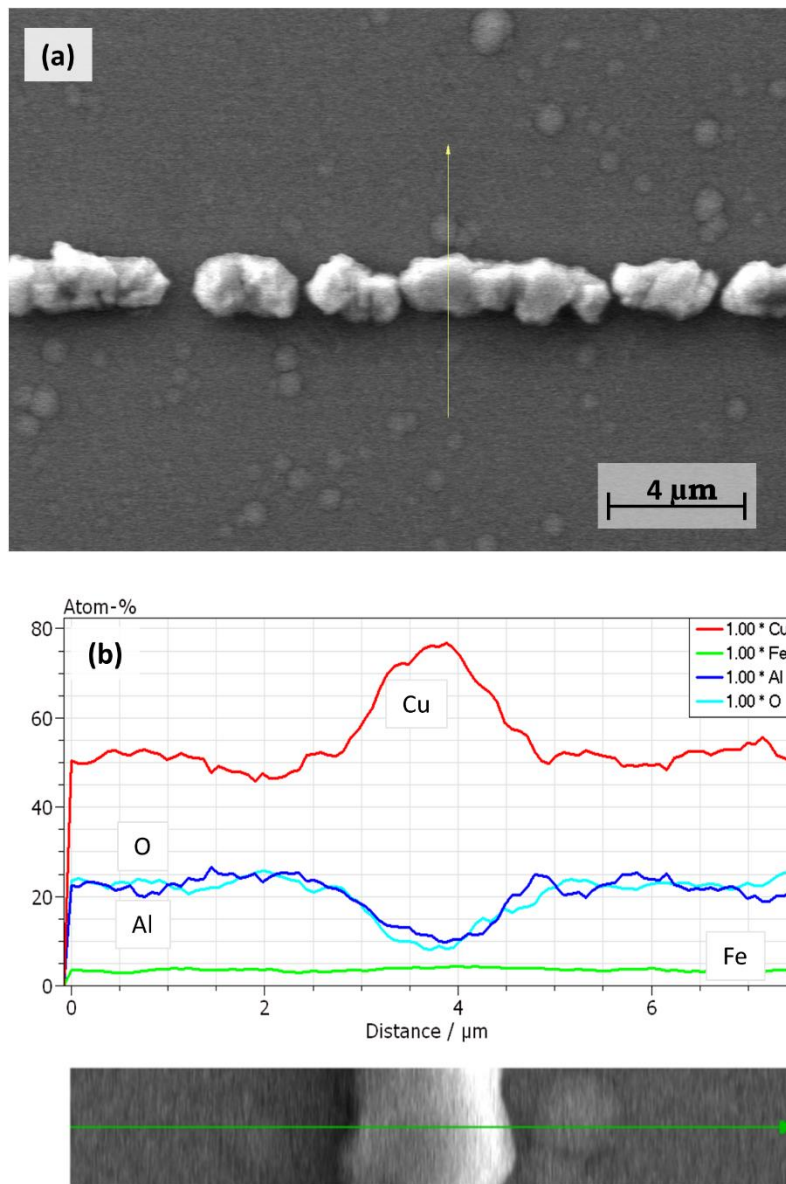 (a)
4 μm
Atom-%
80
60
40
20
0
(b)
1.00 * Cu
1.00 * Fe
1.00 * Al
1.00 * O
Cu
O
Al
Fe
0
2
4
6
Distance / µm